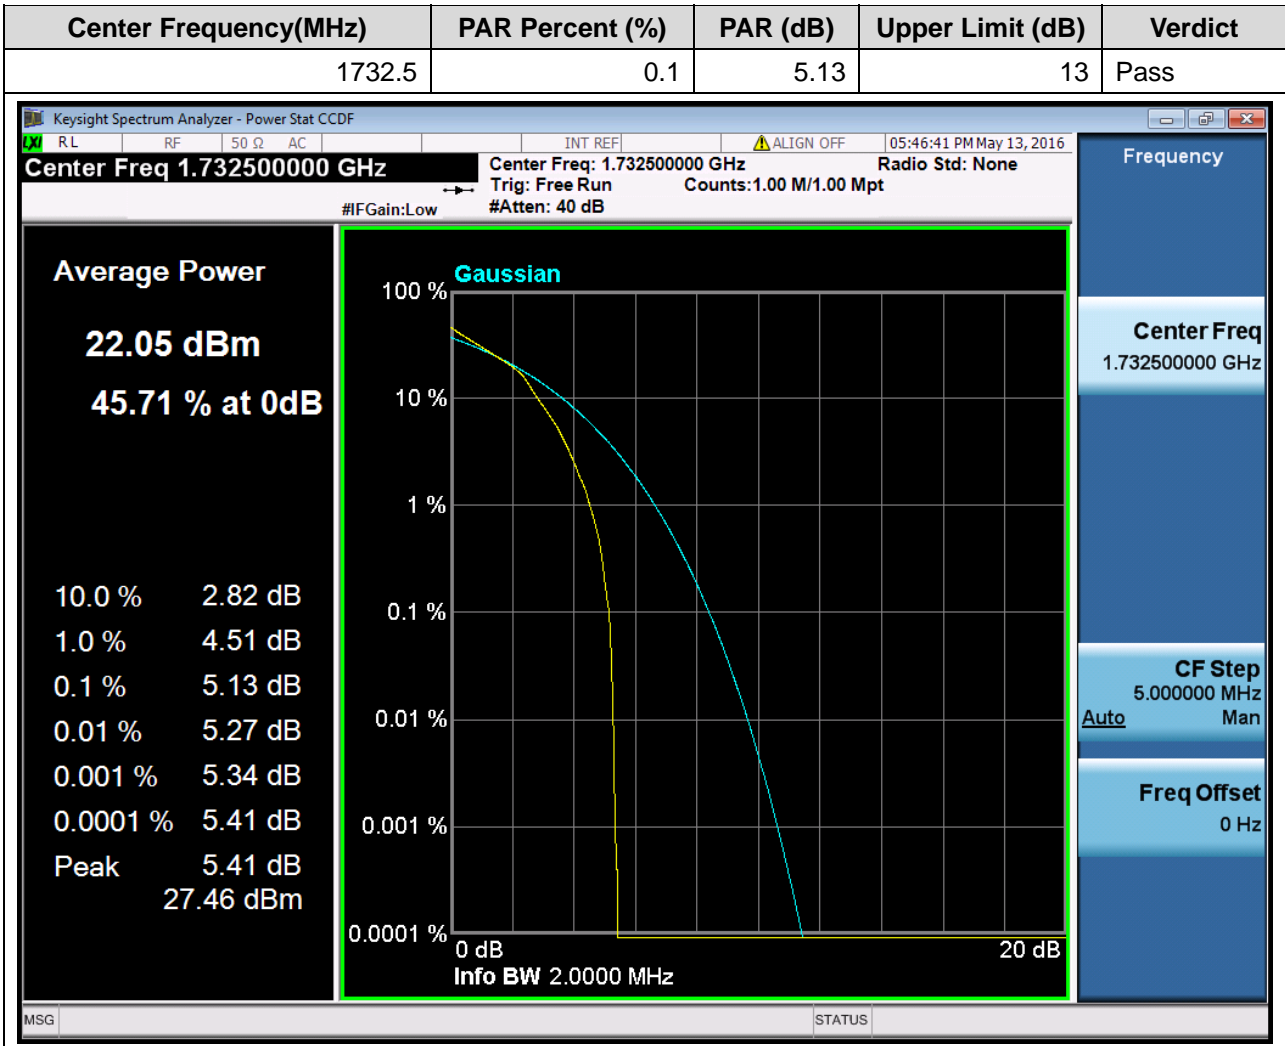 Center Frequency(MHz) PAR Percent (%) PAR (dB) Upper Limit (dB) Verdict
1732.5 0.1 5.13 13 Pass
Keysight Spectrum Analyzer - Power Stat CCDF
LXI RL RF 50 Ω AC INT REF ALIGN OFF 05:46:41 PM May 13, 2016
Center Freq 1.732500000 GHz
Center Freq: 1.732500000 GHz Radio Std: None
Trig: Free Run Counts:1.00 M/1.00 Mpt
#IFGain:Low #Atten: 40 dB
Average Power
22.05 dBm
45.71 % at 0dB
10.0 % 2.82 dB
1.0 % 4.51 dB
0.1 % 5.13 dB
0.01 % 5.27 dB
0.001 % 5.34 dB
0.0001 % 5.41 dB
Peak 5.41 dB
27.46 dBm
Gaussian
100 %
10 %
1 %
0.1 %
0.01 %
0.001 %
0.0001 %
0 dB 20 dB
Info BW 2.0000 MHz
Frequency
Center Freq
1.732500000 GHz
CF Step
5.000000 MHz
Auto Man
Freq Offset
0 Hz
MSG STATUS